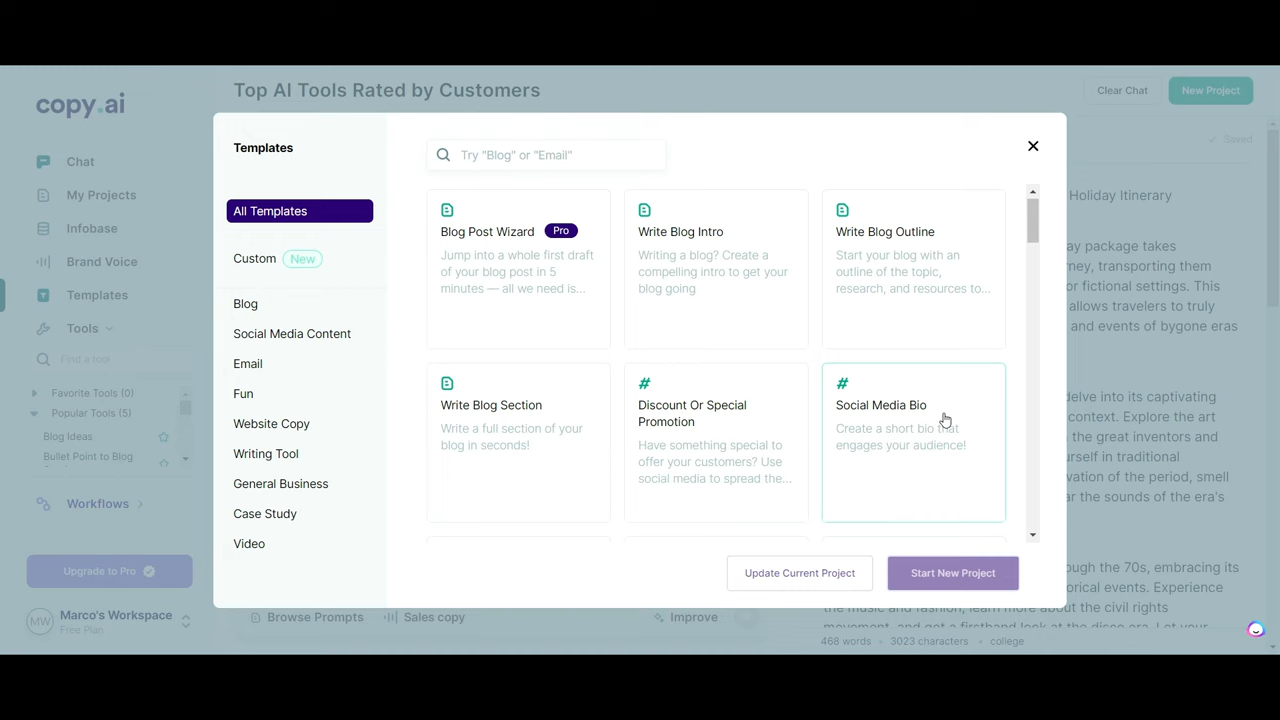 copy.ai
Top AI Tools Rated by Customers
Clear Chat
New Project
Saved
Chat
My Projects
Infobase
Brand Voice
Templates
Tools
Find a tool
Favorite Tools (0)
Popular Tools (5)
Blog Ideas
Bullet Point to Blog
Workflows
Upgrade to Pro
MW
Marco's Workspace
Free Plan
Templates
All Templates
Custom New
Blog
Social Media Content
Email
Fun
Website Copy
Writing Tool
General Business
Case Study
Video
Try "Blog" or "Email"
Blog Post Wizard Pro
Jump into a whole first draft
of your blog post in 5
minutes — all we need is...
Write Blog Intro
Writing a blog? Create a
compelling intro to get your
blog going
Write Blog Outline
Start your blog with an
outline of the topic,
research, and resources to...
Write Blog Section
Write a full section of your
blog in seconds!
#
Discount Or Special
Promotion
Have something special to
offer your customers? Use
social media to spread the...
#
Social Media Bio
Create a short bio that
engages your audience!
Update Current Project
Start New Project
Browse Prompts
Sales copy
Improve
Holiday Itinerary
package takes
transporting them
or fictional settings. This
allows travelers to truly
and events of bygone eras
delve into its captivating
context. Explore the art
the great inventors and
in traditional
of the period, smell
the sounds of the era's
the 70s, embracing its
events. Experience
the music and fashion, learn more about the civil rights
movement, and get a firsthand look at the disco era. Let your
468 words • 3023 characters • college